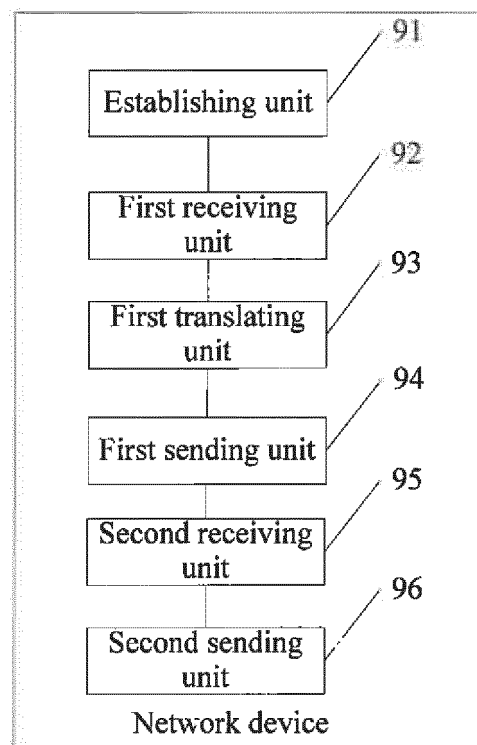 91
Establishing unit
92
First receiving
unit
93
First translating
unit
94
First sending unit
95
Second receiving
unit
96
Second sending
unit
Network device